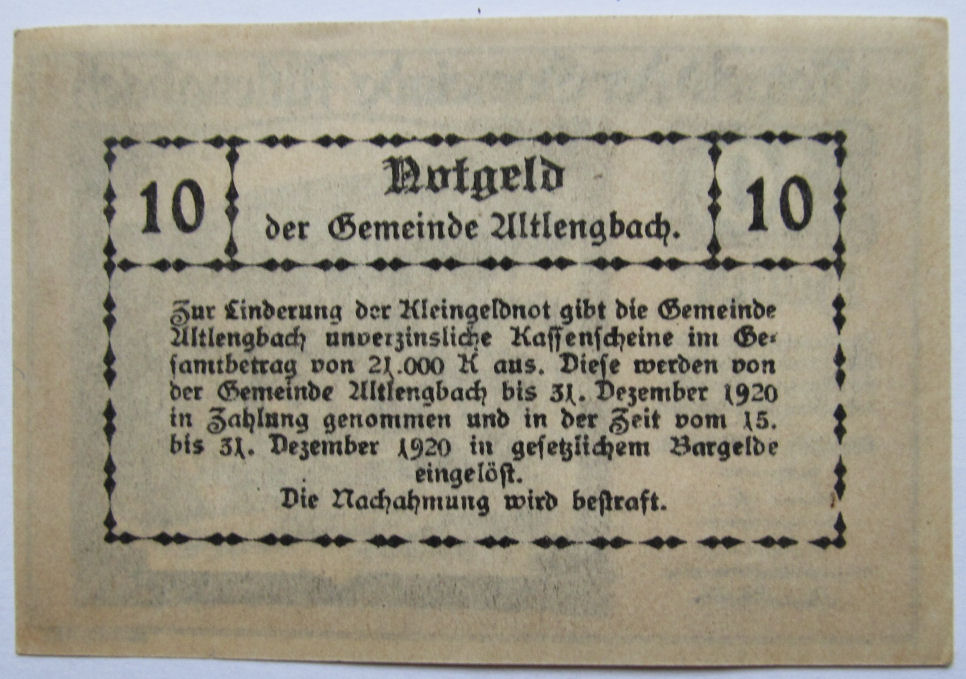 10
Notgeld
der Gemeinde Altlengbach.
10
Zur Linderung der Kleingeldnot gibt die Gemeinde
Altlengbach unverzinsliche Kassenscheine im Ge-
samtbetrag von 21.000 K aus. Diese werden von
der Gemeinde Altlengbach bis 31. Dezember 1920
in Zahlung genommen und in der Zeit vom 15.
bis 31. Dezember 1920 in gesetzlichem Bargelde
eingelöst.
Die Nachahmung wird bestraft.